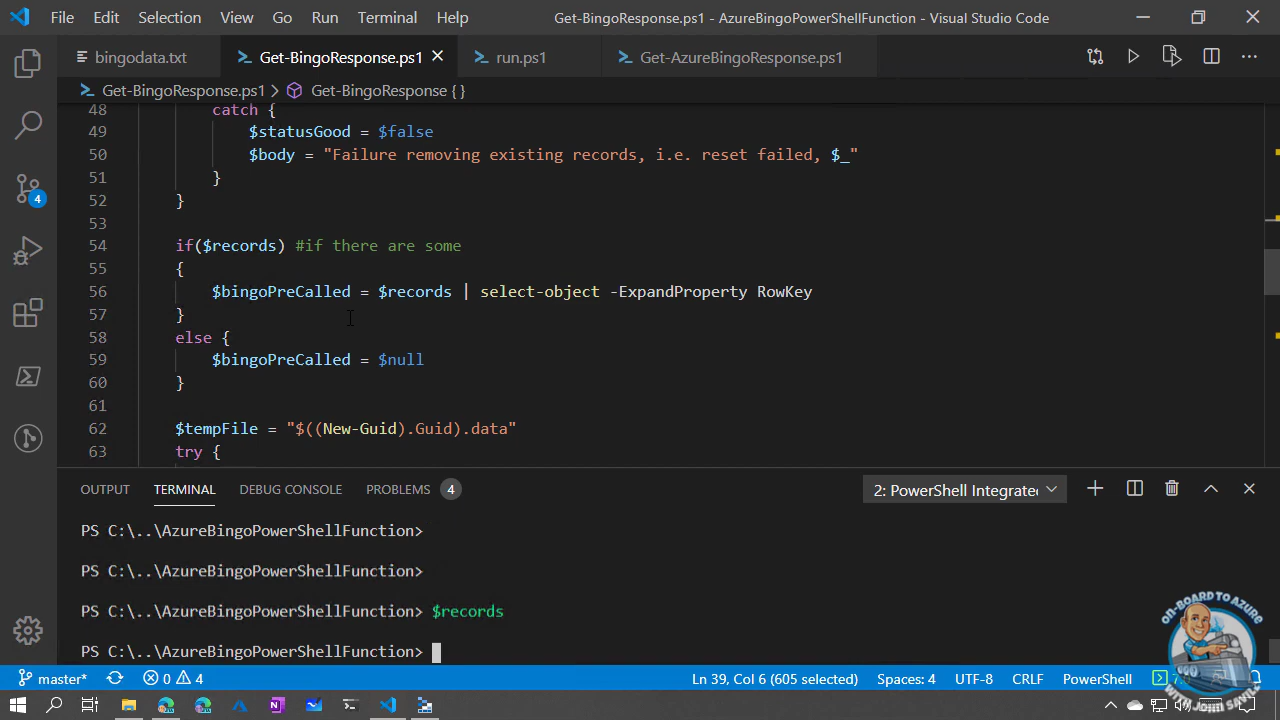 File Edit Selection View Go Run Terminal Help Get-BingoResponse.ps1 - AzureBingoPowerShellFunction - Visual Studio Code
bingodata.txt Get-BingoResponse.ps1 run.ps1 Get-AzureBingoResponse.ps1
Get-BingoResponse.ps1 > Get-BingoResponse { }
48 catch {
49 $statusGood = $false
50 $body = "Failure removing existing records, i.e. reset failed, $_"
51 }
52 }
53
54 if($records) #if there are some
55 {
56 $bingoPreCalled = $records | select-object -ExpandProperty RowKey
57 }
58 else {
59 $bingoPreCalled = $null
60 }
61
62 $tempFile = "$((New-Guid).Guid).data"
63 try {
4
OUTPUT TERMINAL DEBUG CONSOLE PROBLEMS 4 2: PowerShell Integrate
PS C:\..\AzureBingoPowerShellFunction>
PS C:\..\AzureBingoPowerShellFunction>
PS C:\..\AzureBingoPowerShellFunction> $records
PS C:\..\AzureBingoPowerShellFunction>
ON-BOARD TO AZURE
WITH JOHN SAVILL
master* 0 4 Ln 39, Col 6 (605 selected) Spaces: 4 UTF-8 CRLF PowerShell